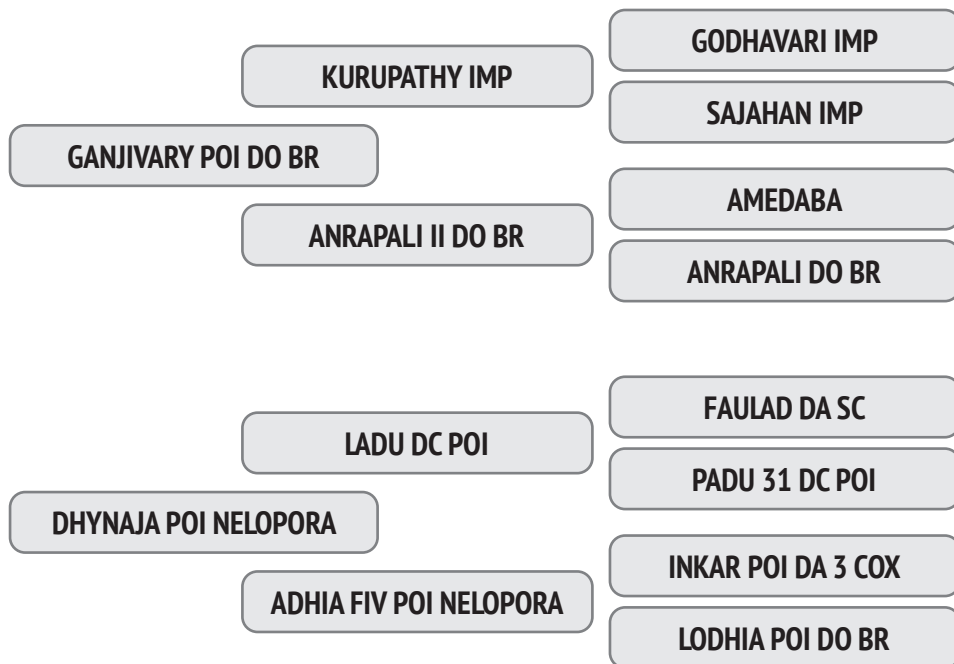 GODHAVARI IMP
KURUPATHY IMP
SAJAHAN IMP
GANJIVARY POI DO BR
AMEDABA
ANRAPALI II DO BR
ANRAPALI DO BR
FAULAD DA SC
LADU DC POI
PADU 31 DC POI
DHYNAJA POI NELOPORA
INKAR POI DA 3 COX
ADHIA FIV POI NELOPORA
LODHIA POI DO BR